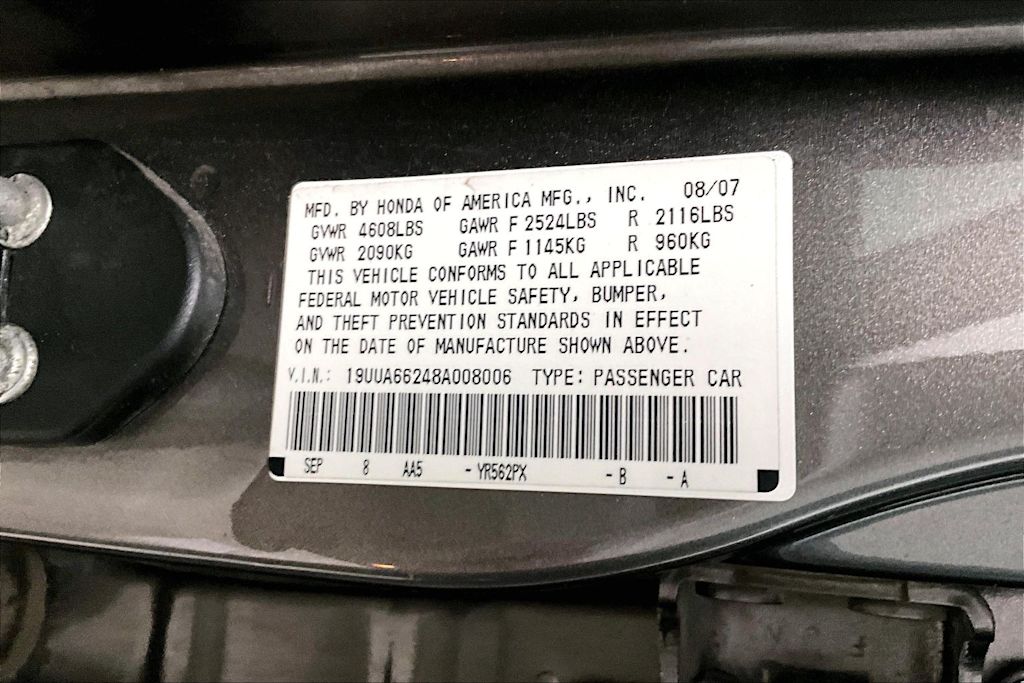 MFD. BY HONDA OF AMERICA MFG., INC. 08/07
GVWR 4608LBS GAWR F 2524LBS R 2116LBS
GVWR 2090KG GAWR F 1145KG R 960KG
THIS VEHICLE CONFORMS TO ALL APPLICABLE
FEDERAL MOTOR VEHICLE SAFETY, BUMPER,
AND THEFT PREVENTION STANDARDS IN EFFECT
ON THE DATE OF MANUFACTURE SHOWN ABOVE.
V.I.N.: 19UUA66248A008006 TYPE: PASSENGER CAR
SEP 8 AA5 - YR562PX - B - A